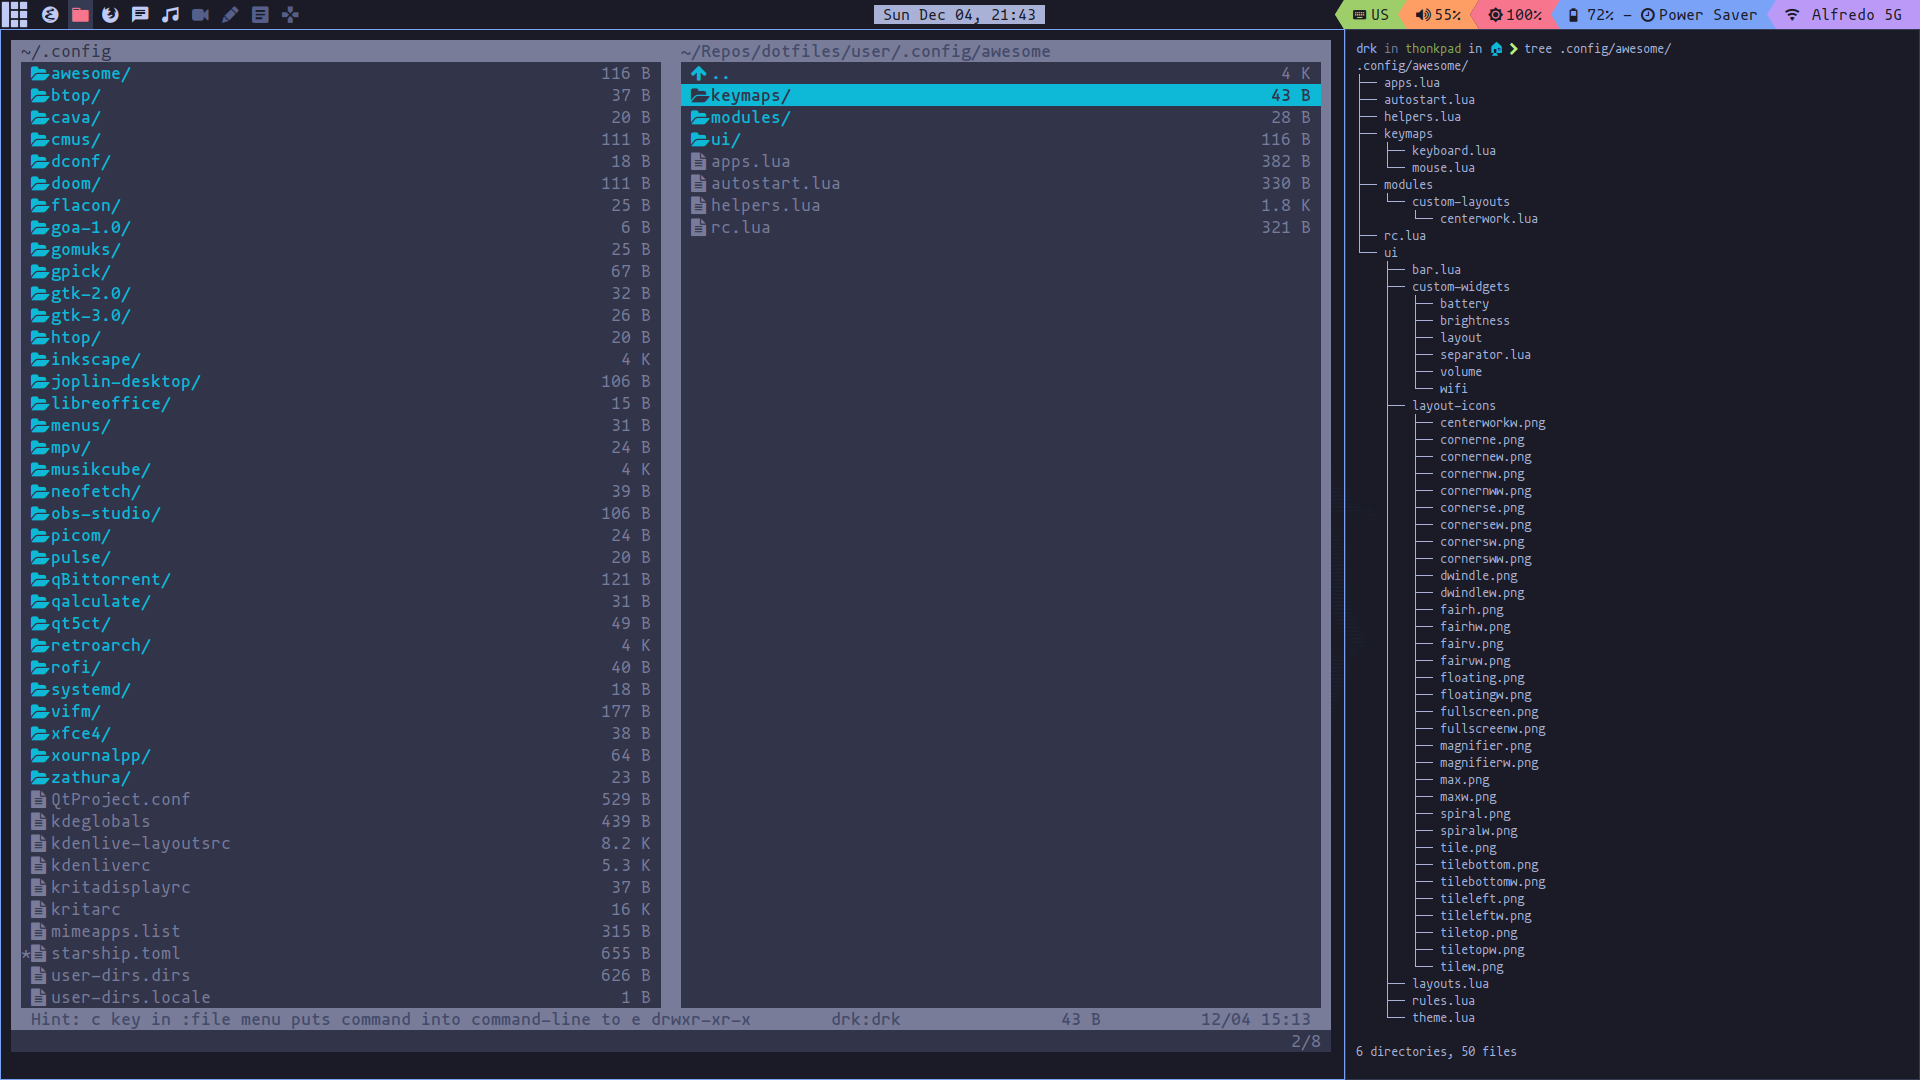 Sun Dec 04, 21:43
US
55%
100%
72% – Power Saver
Alfredo 5G
~/.config
awesome/ 116 B
btop/ 37 B
cava/ 20 B
cmus/ 111 B
dconf/ 18 B
doom/ 111 B
flacon/ 25 B
goa-1.0/ 6 B
gomuks/ 25 B
gpick/ 67 B
gtk-2.0/ 32 B
gtk-3.0/ 26 B
htop/ 20 B
inkscape/ 4 K
joplin-desktop/ 106 B
libreoffice/ 15 B
menus/ 31 B
mpv/ 24 B
musikcube/ 4 K
neofetch/ 39 B
obs-studio/ 106 B
picom/ 24 B
pulse/ 20 B
qBittorrent/ 121 B
qalculate/ 31 B
qt5ct/ 49 B
retroarch/ 4 K
rofi/ 40 B
systemd/ 18 B
vifm/ 177 B
xfce4/ 38 B
xournalpp/ 64 B
zathura/ 23 B
QtProject.conf 529 B
kdeglobals 439 B
kdenlive-layoutsrc 8.2 K
kdenliverc 5.3 K
kritadisplayrc 37 B
kritarc 16 K
mimeapps.list 315 B
*starship.toml 655 B
user-dirs.dirs 626 B
user-dirs.locale 1 B
~/Repos/dotfiles/user/.config/awesome
.. 4 K
keymaps/ 43 B
modules/ 28 B
ui/ 116 B
apps.lua 382 B
autostart.lua 330 B
helpers.lua 1.8 K
rc.lua 321 B
Hint: c key in :file menu puts command into command-line to e drwxr-xr-x drk:drk 43 B 12/04 15:13
2/8
drk in thonkpad in ❯ tree .config/awesome/
.config/awesome/
├── apps.lua
├── autostart.lua
├── helpers.lua
├── keymaps
│   ├── keyboard.lua
│   └── mouse.lua
├── modules
│   └── custom-layouts
│       └── centerwork.lua
├── rc.lua
└── ui
    ├── bar.lua
    ├── custom-widgets
    │   ├── battery
    │   ├── brightness
    │   ├── layout
    │   ├── separator.lua
    │   ├── volume
    │   └── wifi
    ├── layout-icons
    │   ├── centerworkw.png
    │   ├── cornerne.png
    │   ├── cornernew.png
    │   ├── cornernw.png
    │   ├── cornernww.png
    │   ├── cornerse.png
    │   ├── cornersew.png
    │   ├── cornersw.png
    │   ├── cornersww.png
    │   ├── dwindle.png
    │   ├── dwindlew.png
    │   ├── fairh.png
    │   ├── fairhw.png
    │   ├── fairv.png
    │   ├── fairvw.png
    │   ├── floating.png
    │   ├── floatingw.png
    │   ├── fullscreen.png
    │   ├── fullscreenw.png
    │   ├── magnifier.png
    │   ├── magnifierw.png
    │   ├── max.png
    │   ├── maxw.png
    │   ├── spiral.png
    │   ├── spiralw.png
    │   ├── tile.png
    │   ├── tilebottom.png
    │   ├── tilebottomw.png
    │   ├── tileleft.png
    │   ├── tileleftw.png
    │   ├── tiletop.png
    │   ├── tiletopw.png
    │   └── tilew.png
    ├── layouts.lua
    ├── rules.lua
    └── theme.lua
6 directories, 50 files